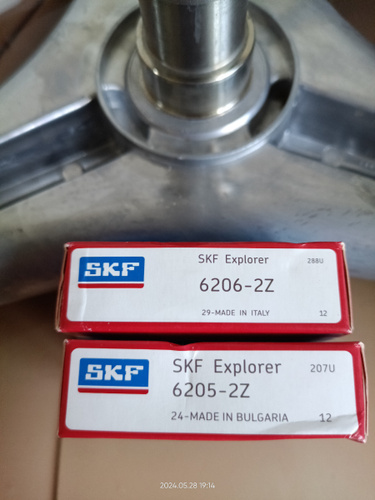 SKF
SKF Explorer
288U
6206-2Z
29-MADE IN ITALY
12
SKF
SKF Explorer
207U
6205-2Z
24-MADE IN BULGARIA
12
2024.05.28 19:14